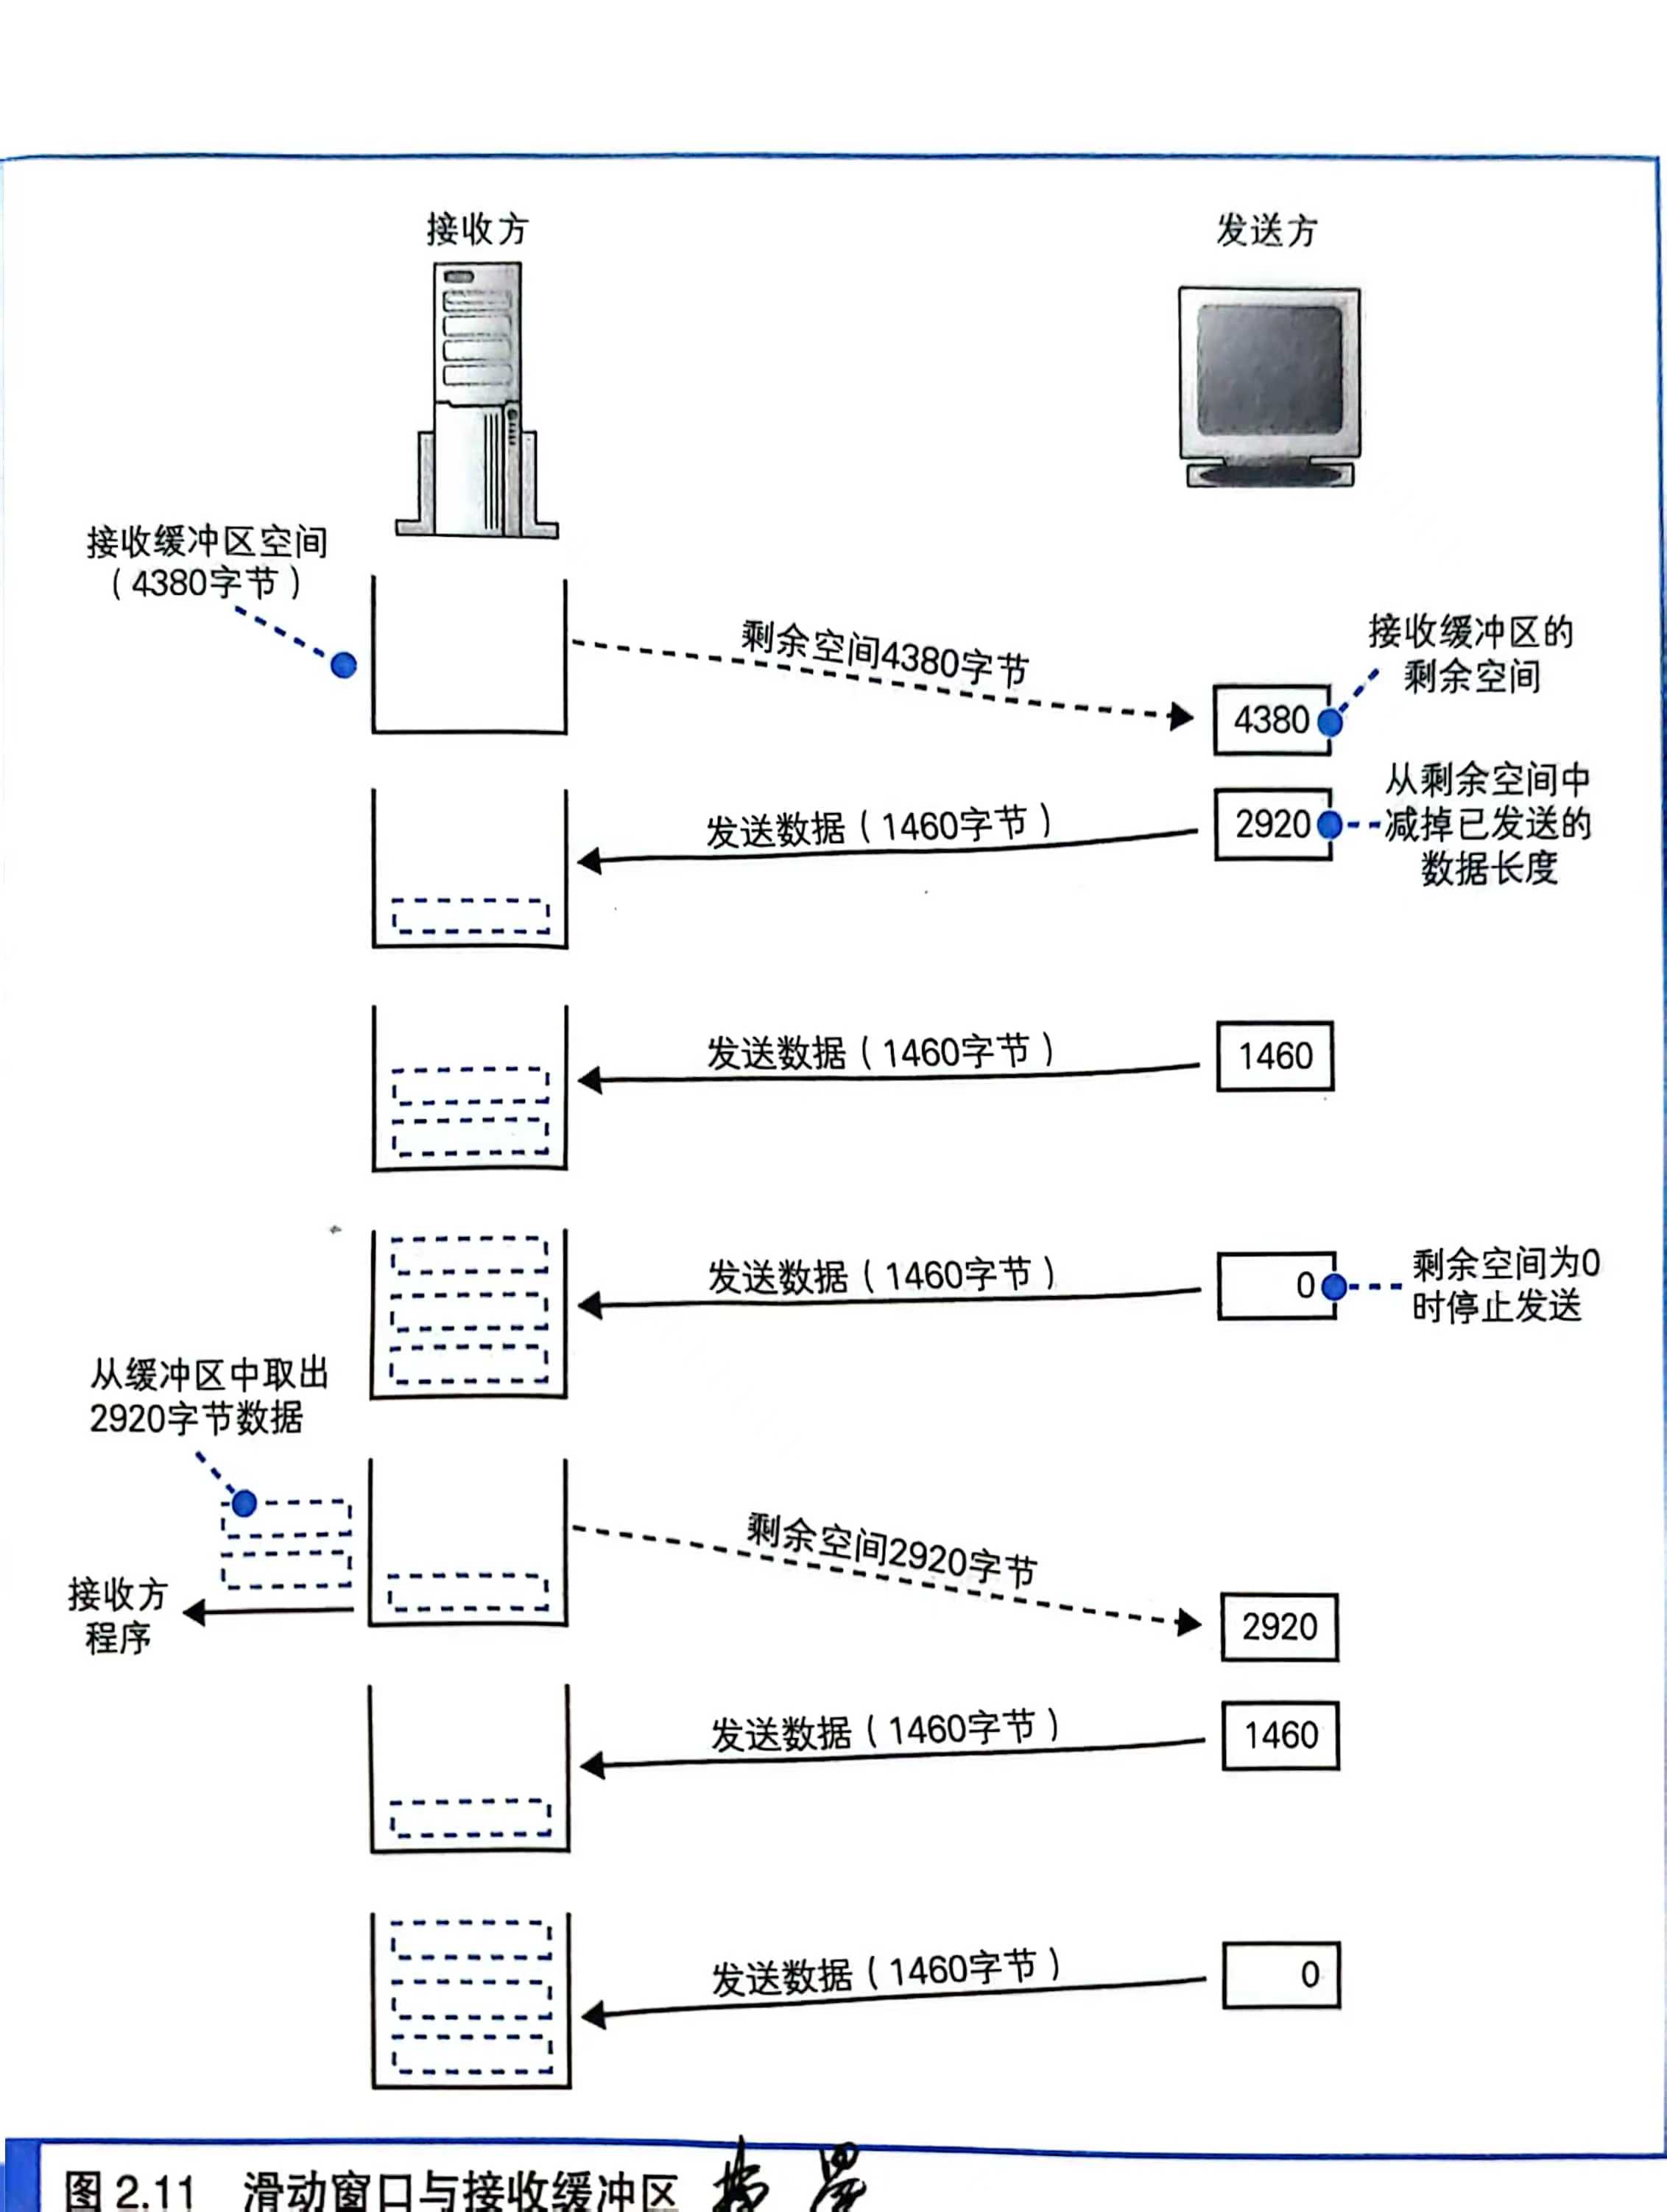 接收方
发送方
接收缓冲区空间
（4380字节）
剩余空间4380字节
接收缓冲区的
剩余空间
4380
发送数据（1460字节）
2920
从剩余空间中
减掉已发送的
数据长度
发送数据（1460字节）
1460
发送数据（1460字节）
0
剩余空间为0
时停止发送
从缓冲区中取出
2920字节数据
接收方
程序
剩余空间2920字节
2920
发送数据（1460字节）
1460
发送数据（1460字节）
0
图 2.11 滑动窗口与接收缓冲区